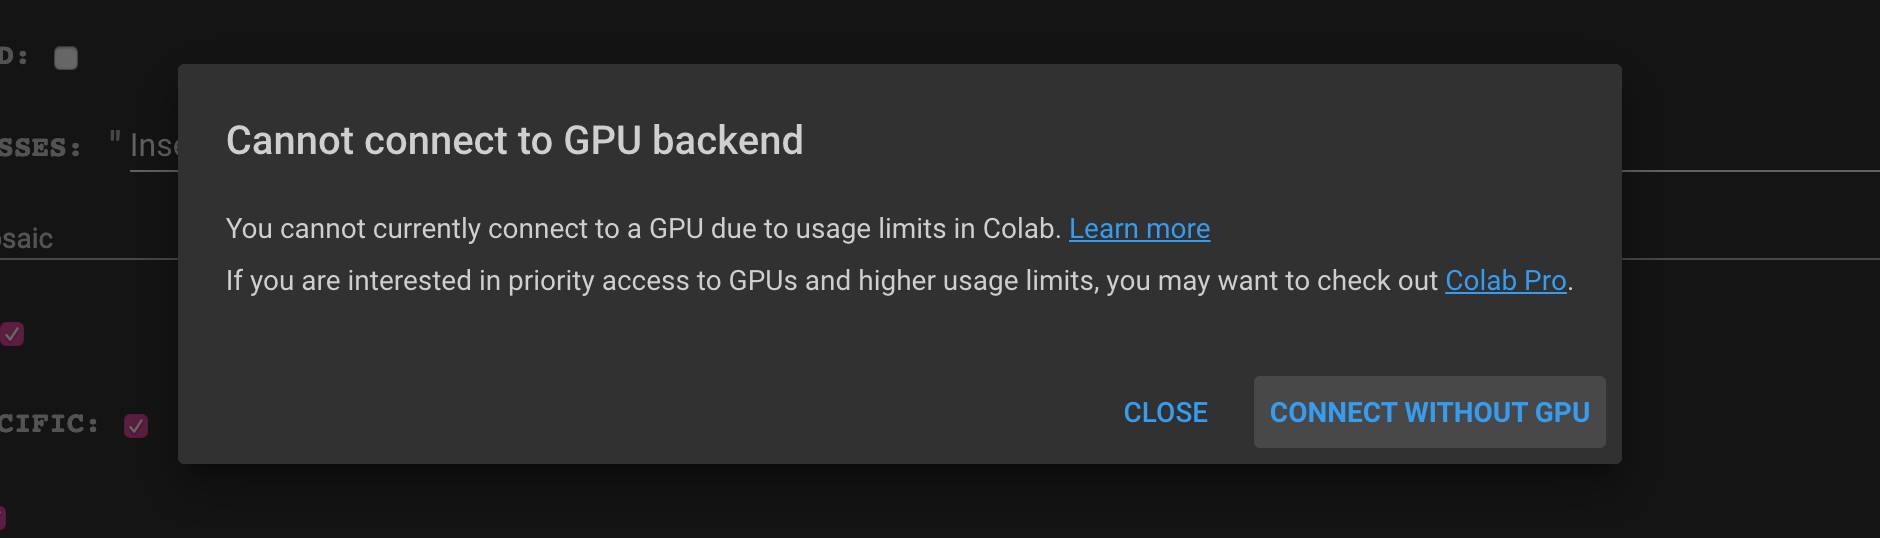 D:
SSES: " Inse
Cannot connect to GPU backend
You cannot currently connect to a GPU due to usage limits in Colab. Learn more
saic
If you are interested in priority access to GPUs and higher usage limits, you may want to check out Colab Pro.
CIFIC:
CLOSE CONNECT WITHOUT GPU